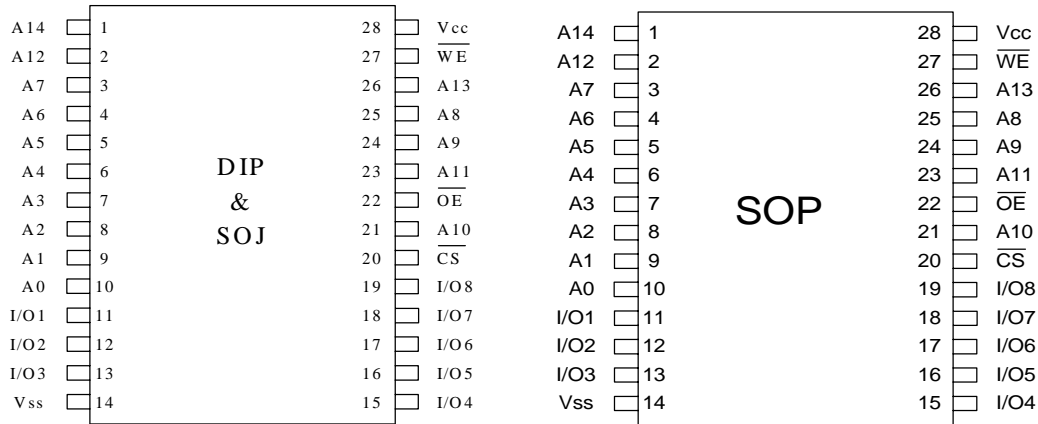 A14 1 28 Vcc
A12 2 27 WE
A7 3 26 A13
A6 4 25 A8
A5 5 24 A9
A4 6 23 A11
A3 7 22 OE
A2 8 21 A10
A1 9 20 CS
A0 10 19 I/O8
I/O1 11 18 I/O7
I/O2 12 17 I/O6
I/O3 13 16 I/O5
Vss 14 15 I/O4
DIP
&
SOJ
A14 1 28 Vcc
A12 2 27 WE
A7 3 26 A13
A6 4 25 A8
A5 5 24 A9
A4 6 23 A11
A3 7 22 OE
A2 8 21 A10
A1 9 20 CS
A0 10 19 I/O8
I/O1 11 18 I/O7
I/O2 12 17 I/O6
I/O3 13 16 I/O5
Vss 14 15 I/O4
SOP